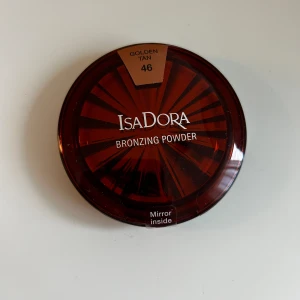 GOLDEN
TAN
46
ISADORA
BRONZING POWDER
Mirror
inside